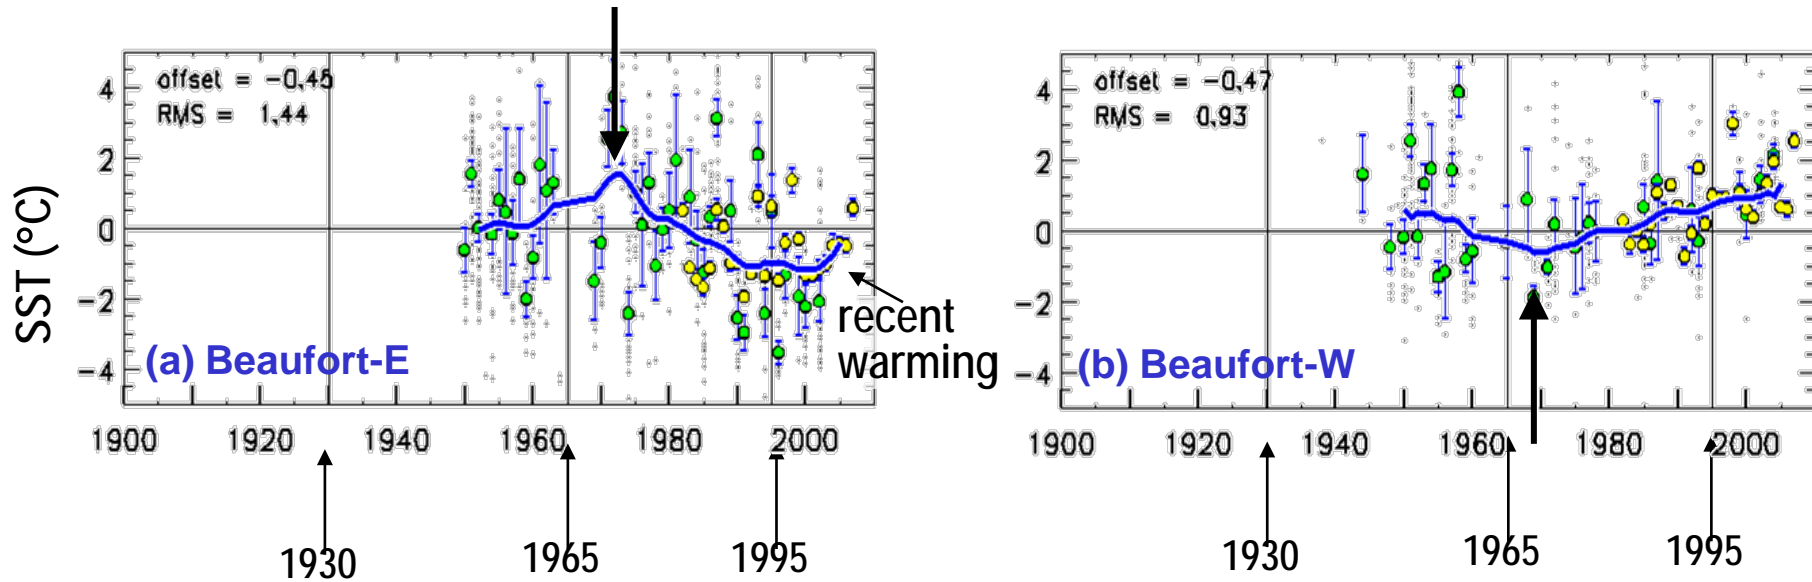 offset = -0.45
RMS = 1.44
4
2
0
-2
-4
SST (°C)
(a) Beaufort-E
recent
warming
1900 1920 1940 1960 1980 2000
1930 1965 1995
offset = -0.47
RMS = 0.93
4
2
0
-2
-4
(b) Beaufort-W
1900 1920 1940 1960 1980 2000
1930 1965 1995